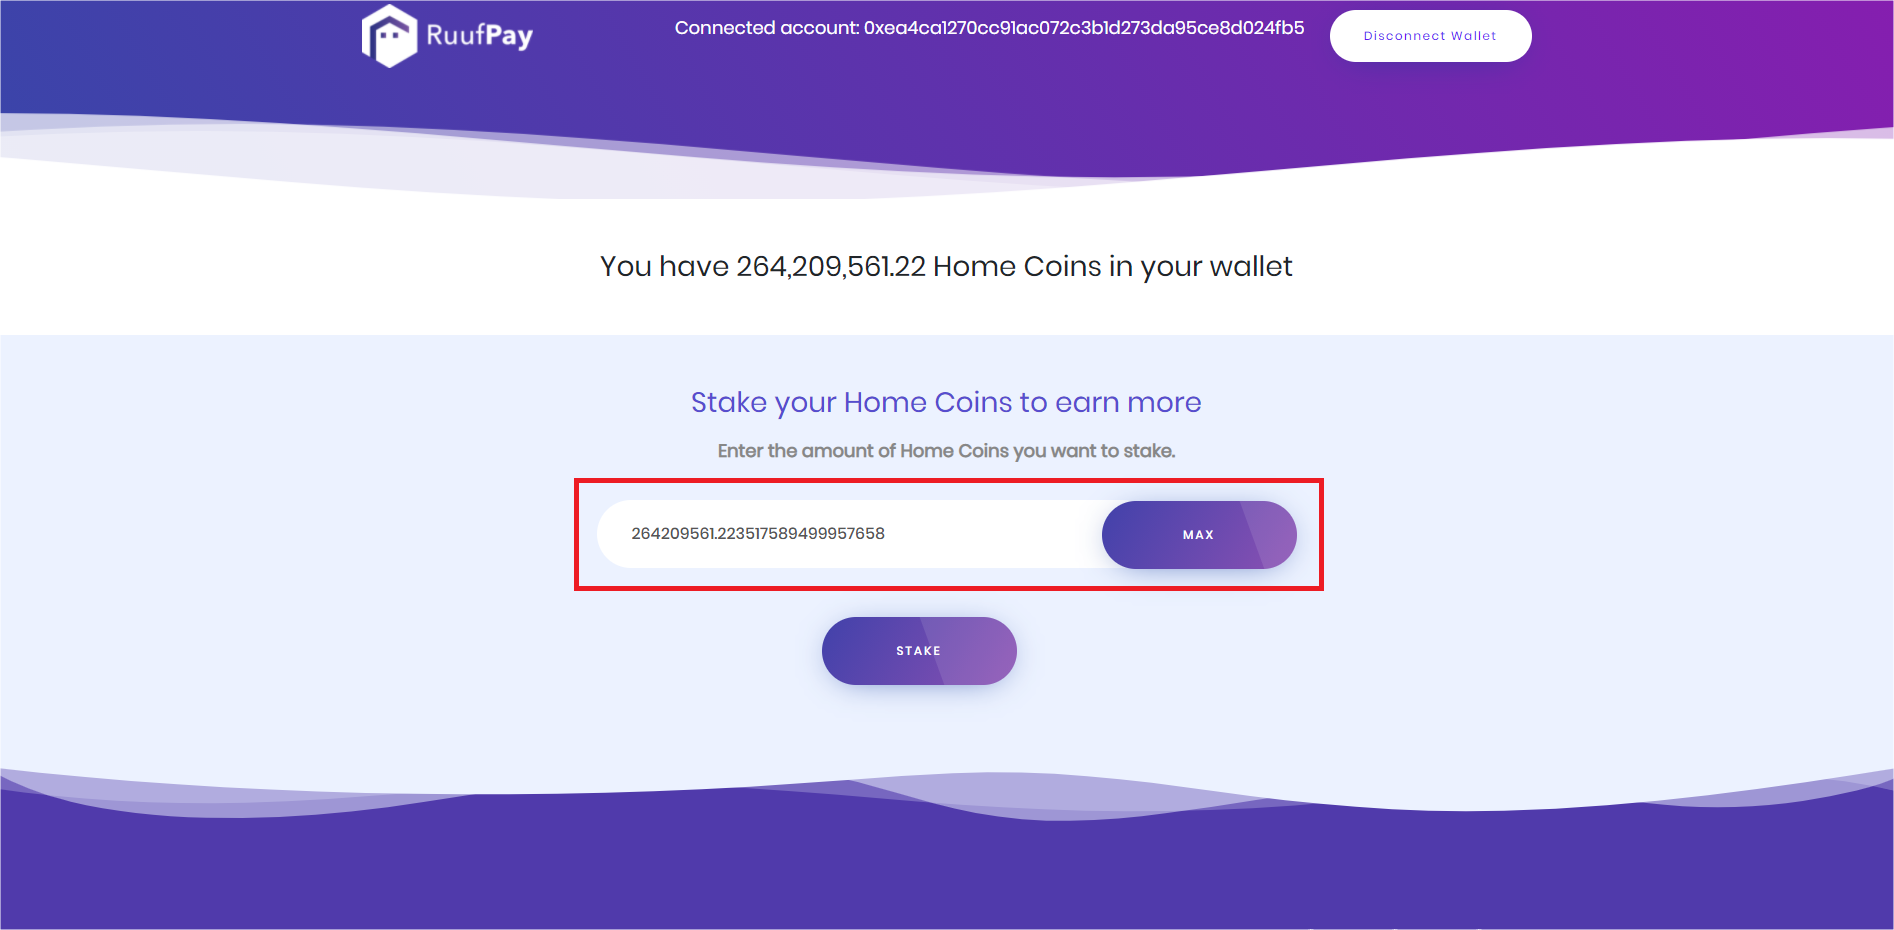 RuufPay
Connected account: 0xea4ca1270cc91ac072c3b1d273da95ce8d024fb5
Disconnect Wallet
You have 264,209,561.22 Home Coins in your wallet
Stake your Home Coins to earn more
Enter the amount of Home Coins you want to stake.
264209561.223517589499957658
MAX
STAKE